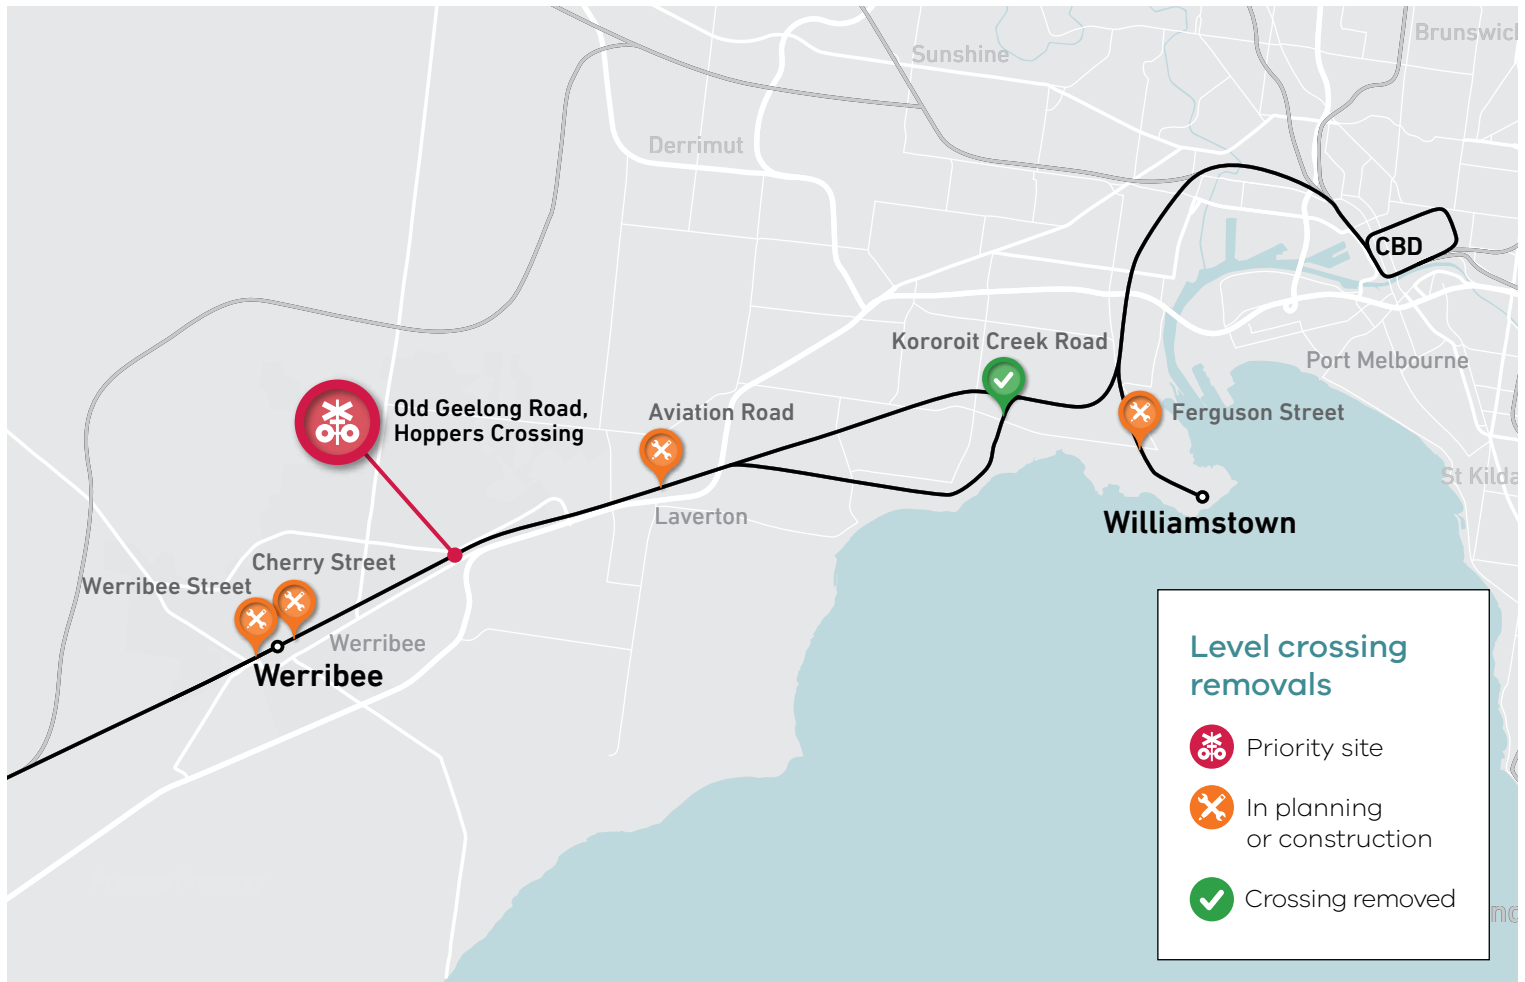 Brunswick
Sunshine
Derrimut
CBD
Kororoit Creek Road
Port Melbourne
Old Geelong Road,
Hoppers Crossing
Aviation Road
Ferguson Street
St Kilda
Laverton
Williamstown
Cherry Street
Werribee Street
Werribee
Werribee
Level crossing
removals
Priority site
In planning
or construction
Crossing removed